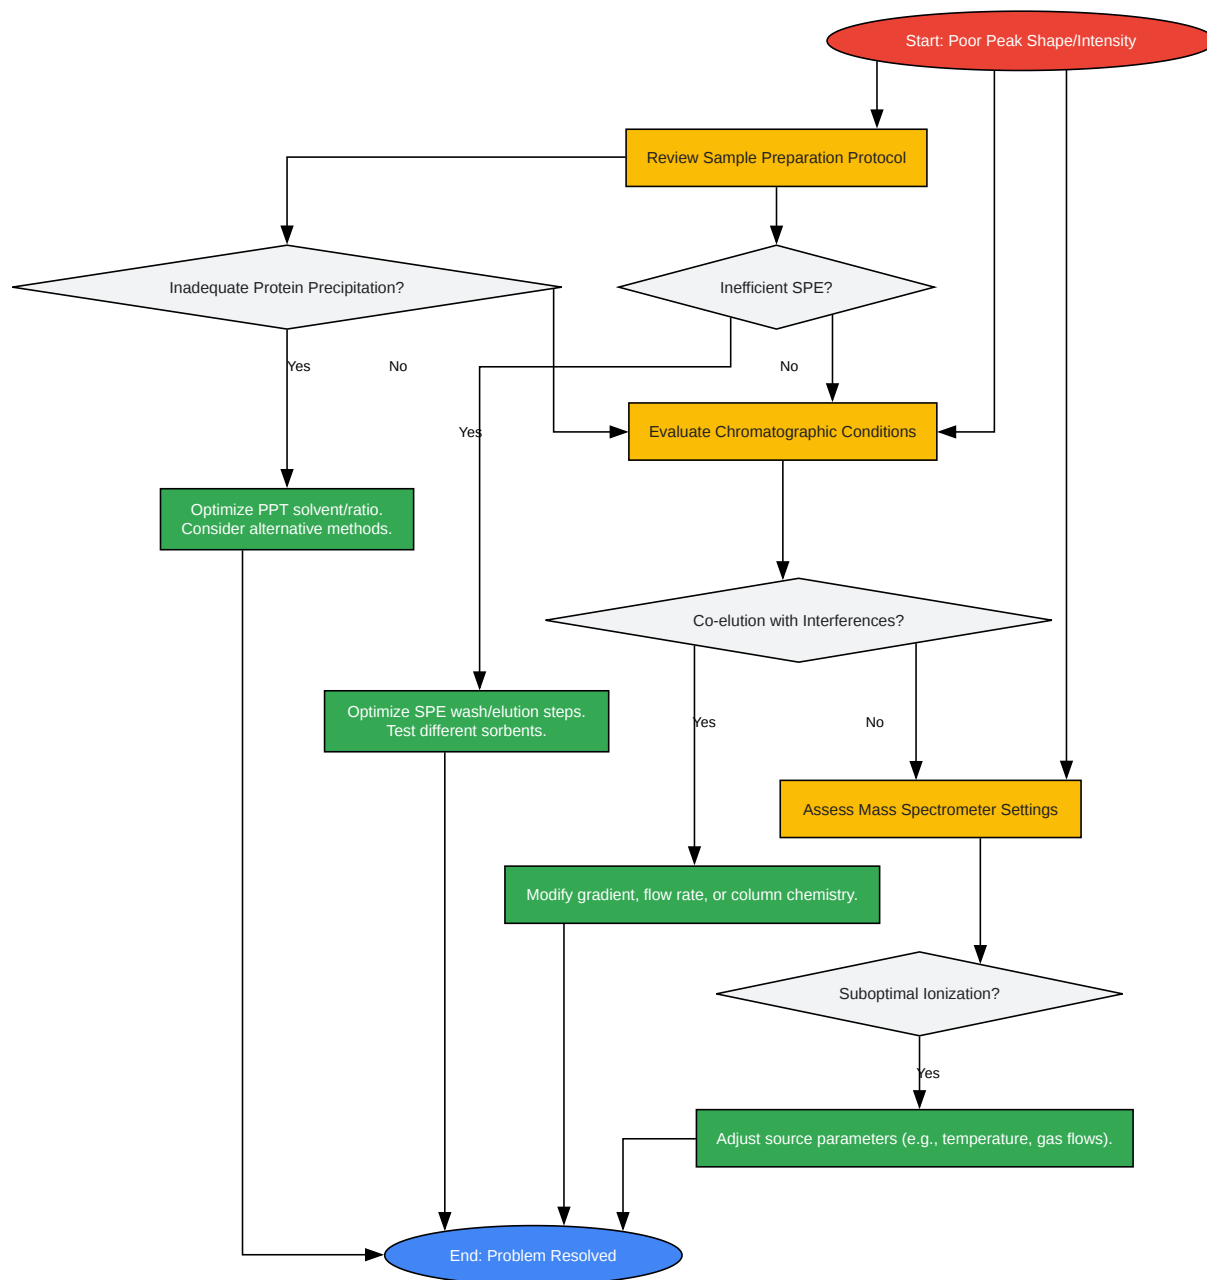 Start: Poor Peak Shape/Intensity
Review Sample Preparation Protocol
Inadequate Protein Precipitation?
Inefficient SPE?
Yes
No
No
Evaluate Chromatographic Conditions
Yes
Optimize PPT solvent/ratio.
Consider alternative methods.
Co-elution with Interferences?
Optimize SPE wash/elution steps.
Test different sorbents.
Yes
No
Assess Mass Spectrometer Settings
Modify gradient, flow rate, or column chemistry.
Suboptimal Ionization?
Yes
Adjust source parameters (e.g., temperature, gas flows).
End: Problem Resolved